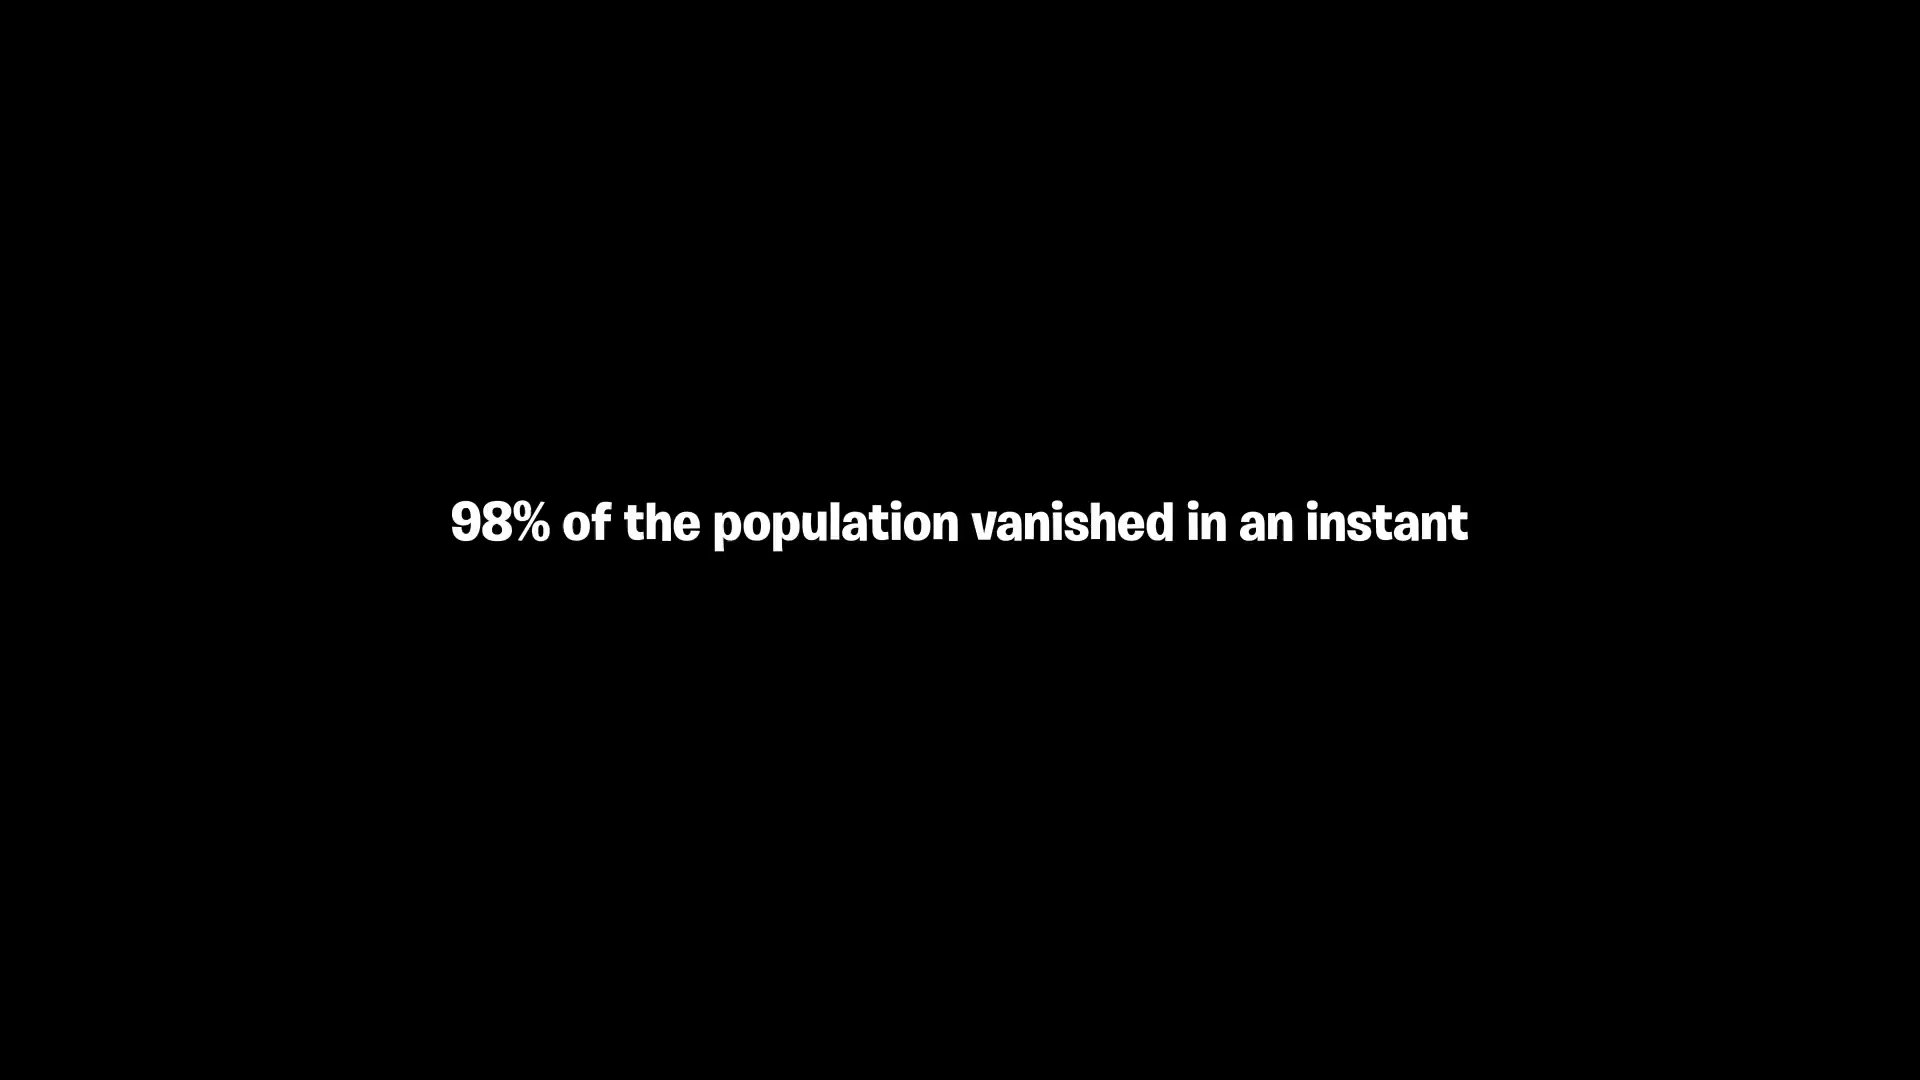 98% of the population vanished in an instant